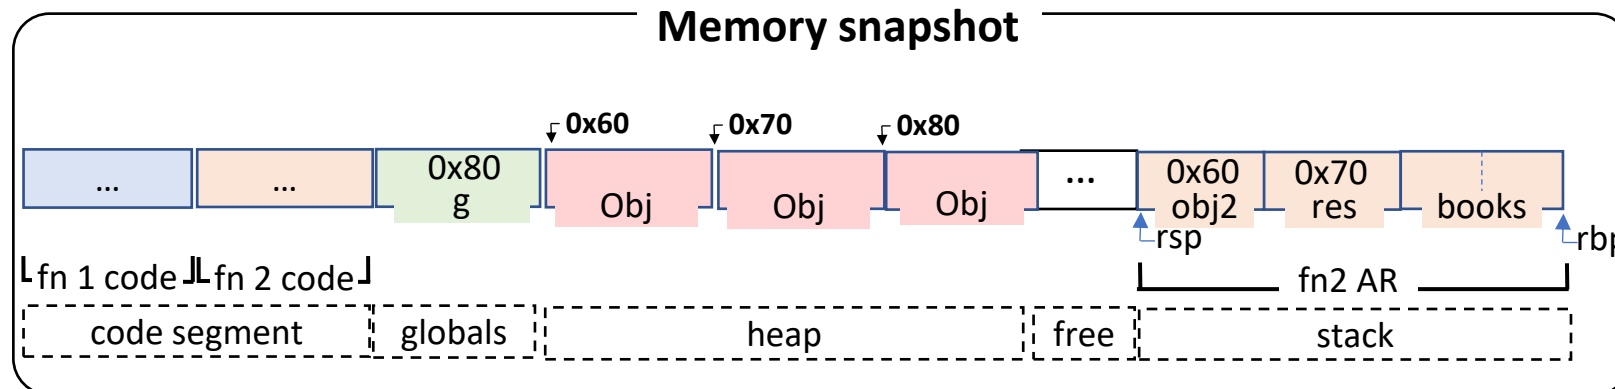 Memory snapshot
0x60 0x70 0x80
... ... 0x80 ... 0x60 0x70
g Obj Obj Obj obj2 res books
rsp rbp
fn 1 code fn 2 code fn2 AR
code segment globals heap free stack